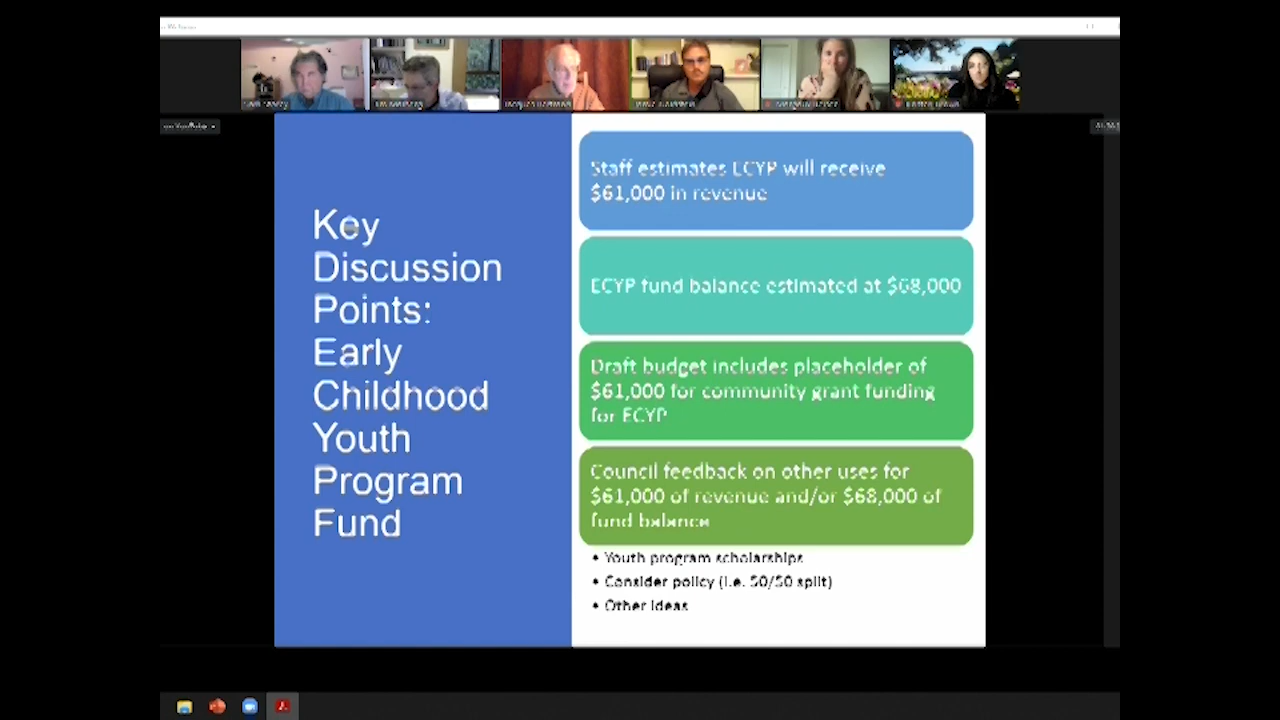 Key
Discussion
Points:
Early
Childhood
Youth
Program
Fund
Staff estimates ECYP will receive
$61,000 in revenue
ECYP fund balance estimated at $68,000
Draft budget includes placeholder of
$61,000 for community grant funding
for ECYP
Council feedback on other uses for
$61,000 of revenue and/or $68,000 of
fund balance
• Youth program scholarships
• Consider policy (i.e. 50/50 split)
• Other ideas